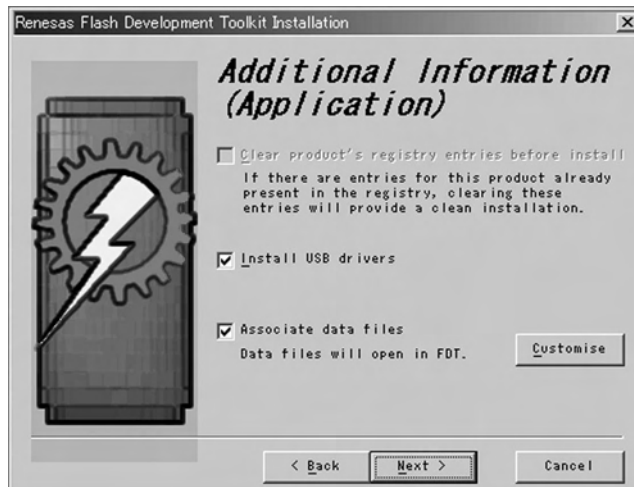 Renesas Flash Development Toolkit Installation
Additional Information
(Application)
Clear product's registry entries before install
If there are entries for this product already
present in the registry, clearing these
entries will provide a clean installation.
Install USB drivers
Associate data files
Data files will open in FDT.
Customise
< Back
Next >
Cancel